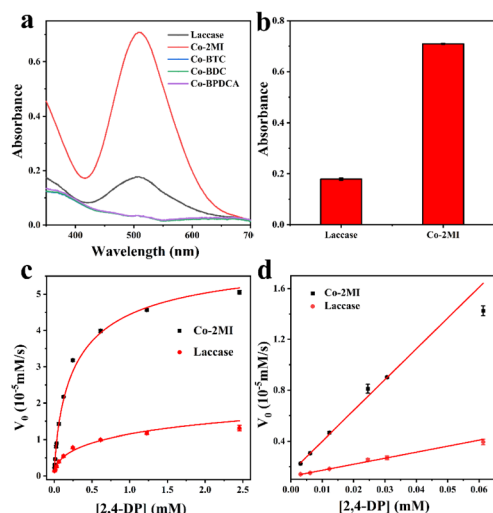 a
Laccase
Co-2MI
Co-BTC
Co-BDC
Co-BPDCA
Absorbance
0.8
0.6
0.4
0.2
0.0
400
500
600
70
Wavelength (nm)
b
Absorbance
0.8
0.6
0.4
0.2
0.0
Laccase
Co-2MI
c
Co-2MI
Laccase
V₀ (10⁻⁵mM/s)
5
4
3
2
1
0
0.0
0.5
1.0
1.5
2.0
2.5
[2,4-DP] (mM)
d
Co-2MI
Laccase
V₀ (10⁻⁵mM/s)
1.6
1.2
0.8
0.4
0.00
0.01
0.02
0.03
0.04
0.05
0.06
[2,4-DP] (mM)